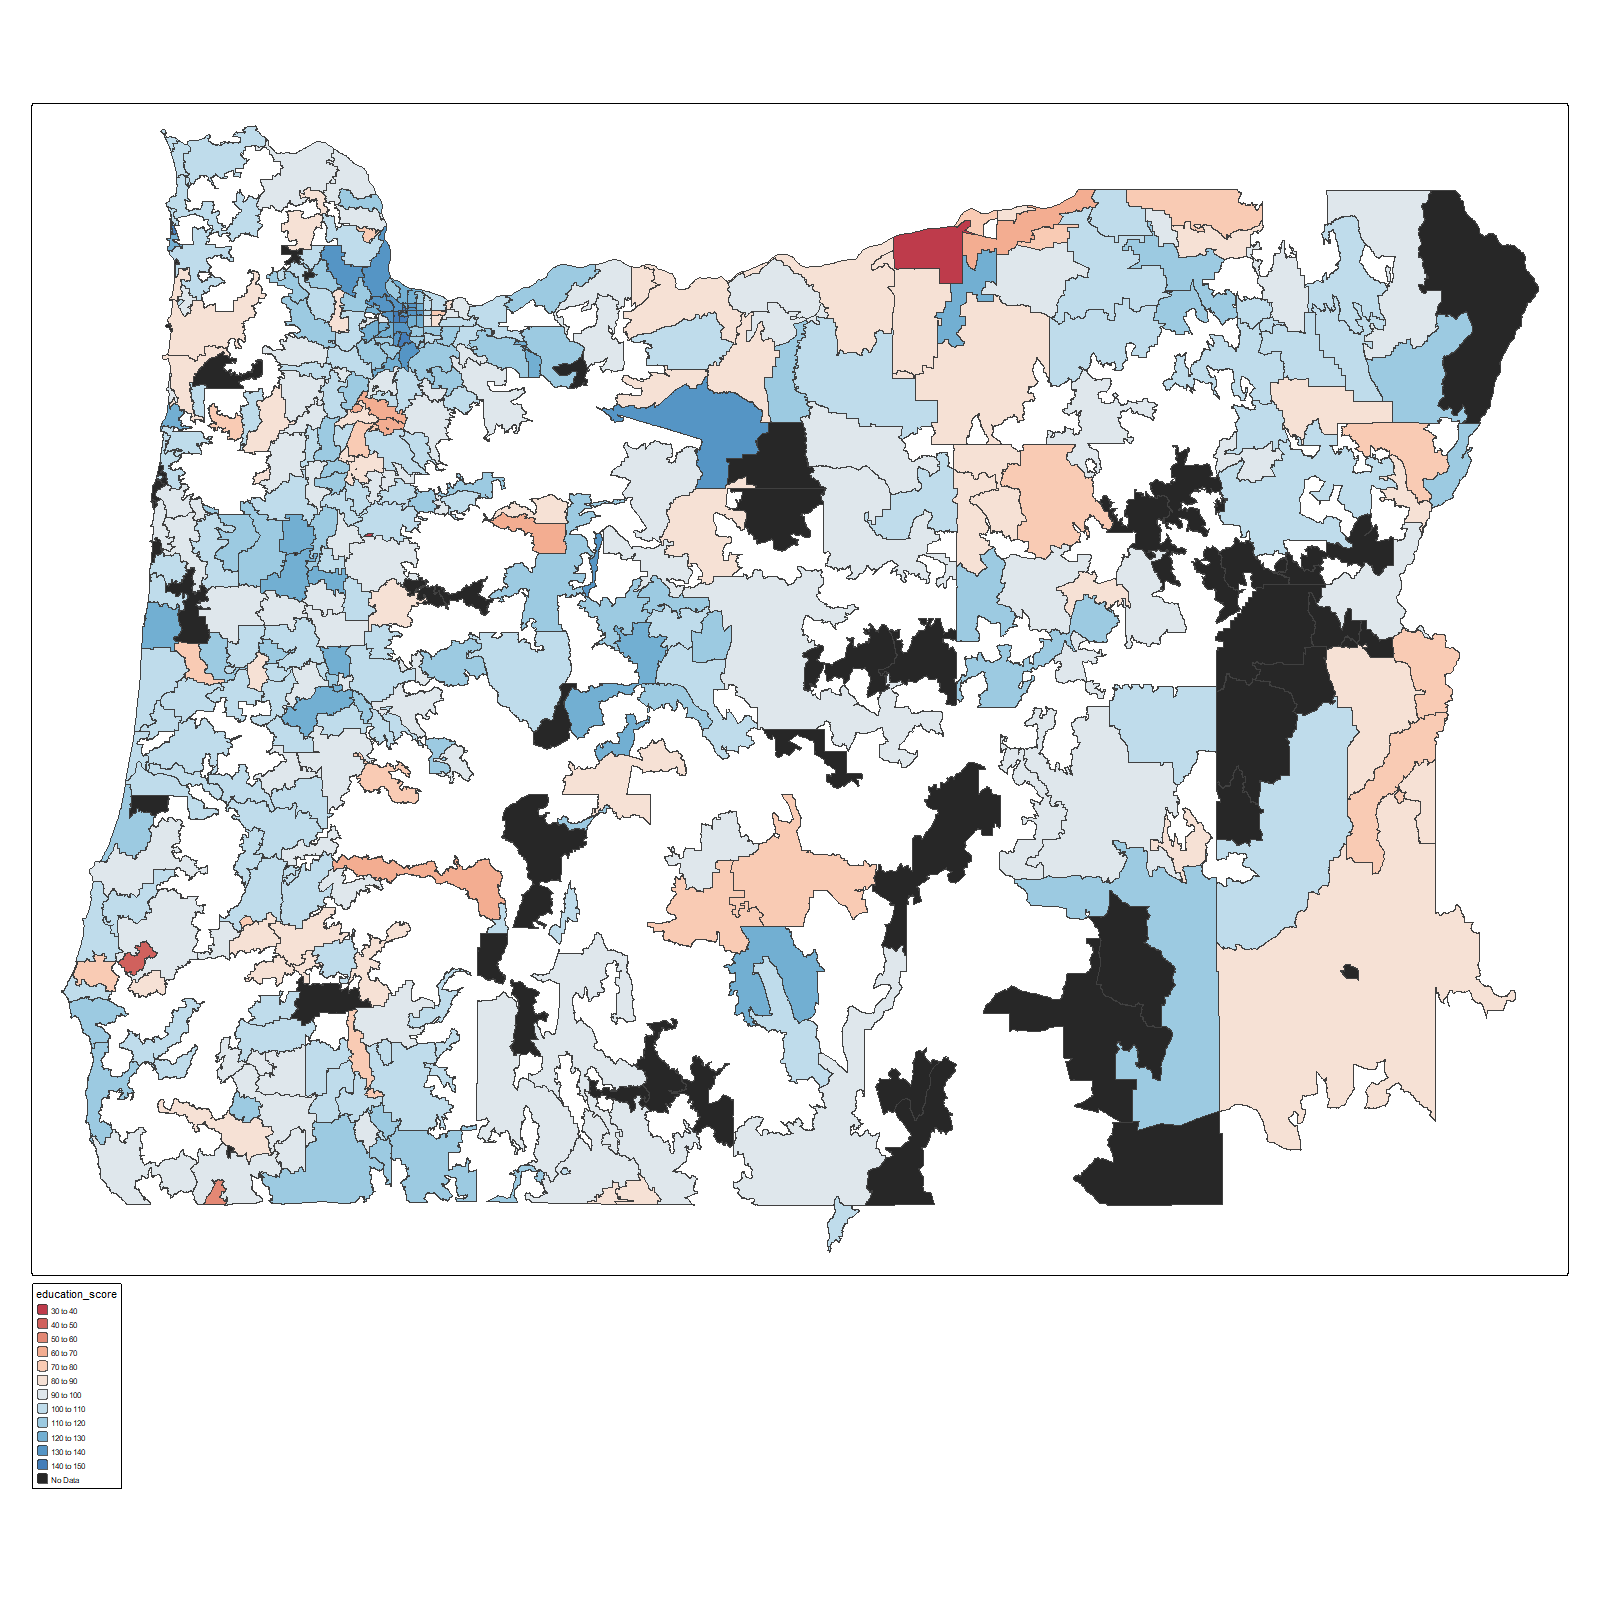 education_score
30 to 40
40 to 50
50 to 60
60 to 70
70 to 80
80 to 90
90 to 100
100 to 110
110 to 120
120 to 130
130 to 140
140 to 150
No Data